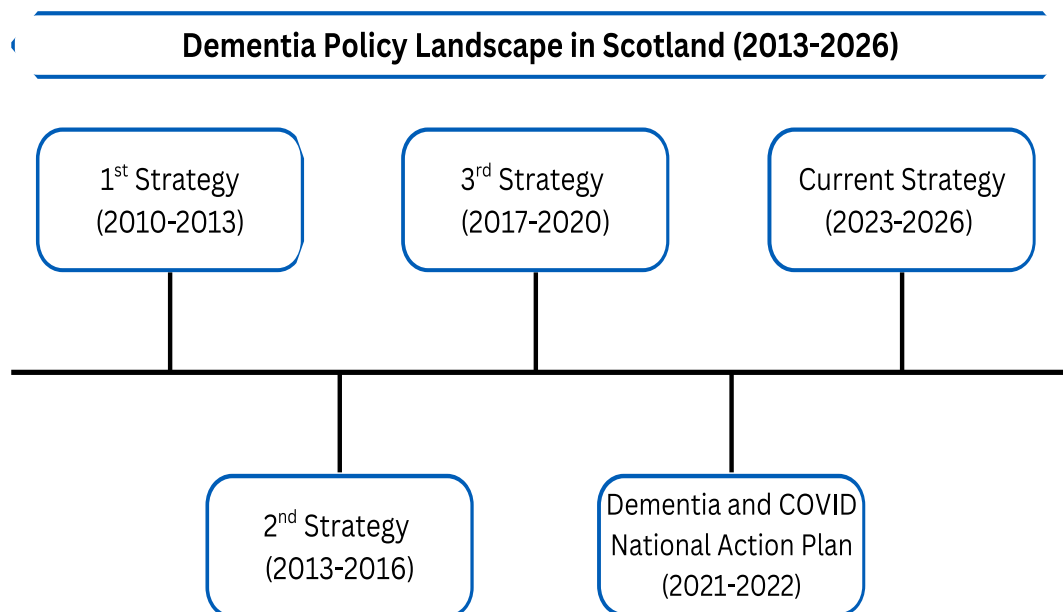 Dementia Policy Landscape in Scotland (2013-2026)
1st Strategy
(2010-2013)
3rd Strategy
(2017-2020)
Current Strategy
(2023-2026)
2nd Strategy
(2013-2016)
Dementia and COVID
National Action Plan
(2021-2022)